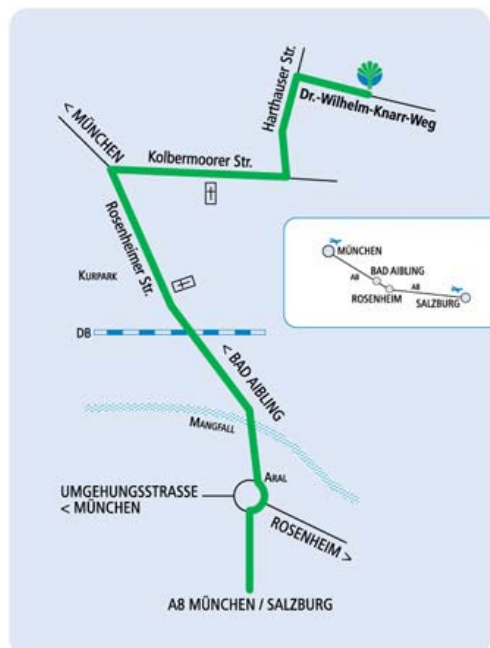 Harthauser Str.
Dr.-Wilhelm-Knarr-Weg
< MÜNCHEN
Kolbermoorer Str.
Rosenheimer Str.
KURPARK
MÜNCHEN
A8
BAD AIBLING
ROSENHEIM
A8
SALZBURG
DB
< BAD AIBLING
MANGFALL
ARAL
UMGEHUNGSSTRASSE
< MÜNCHEN
ROSENHEIM >
A8 MÜNCHEN / SALZBURG